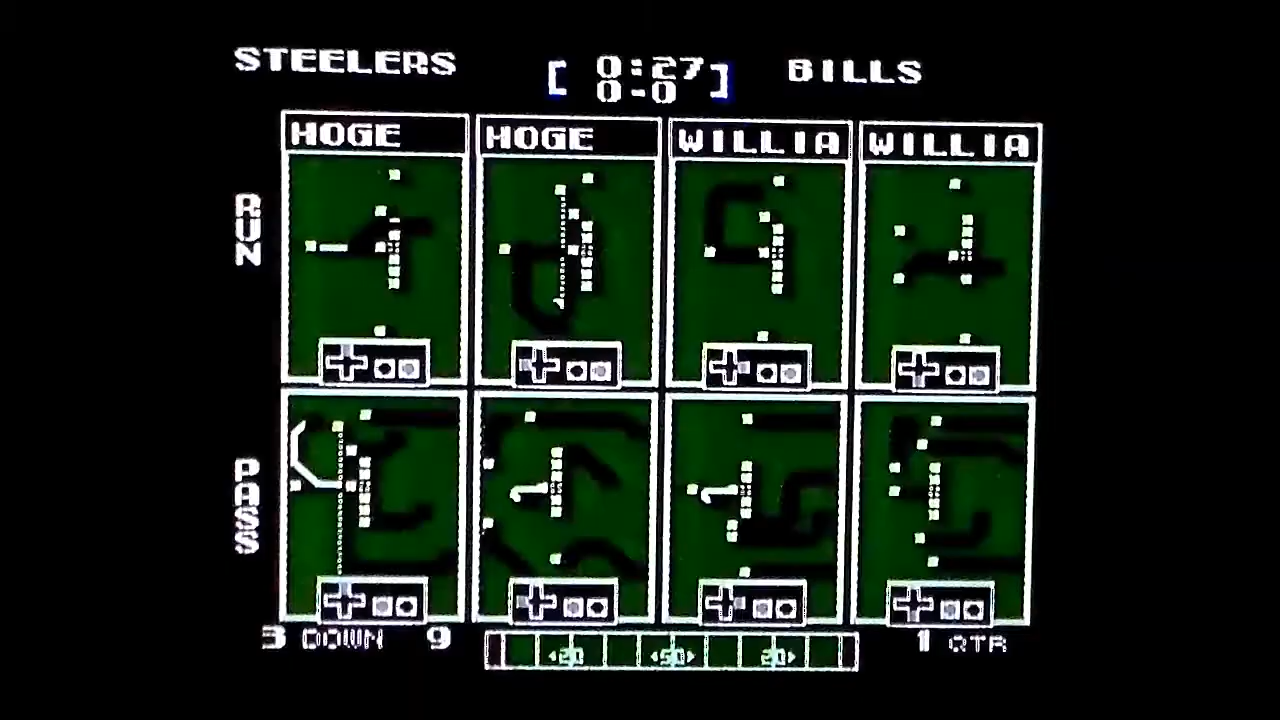 STEELERS [ 0:27 ] BILLS
0-0
HOGE HOGE WILLIA WILLIA
RUN
PASS
3 DOWN 9 1 QTR
◀20 ◀50▶ 20▶